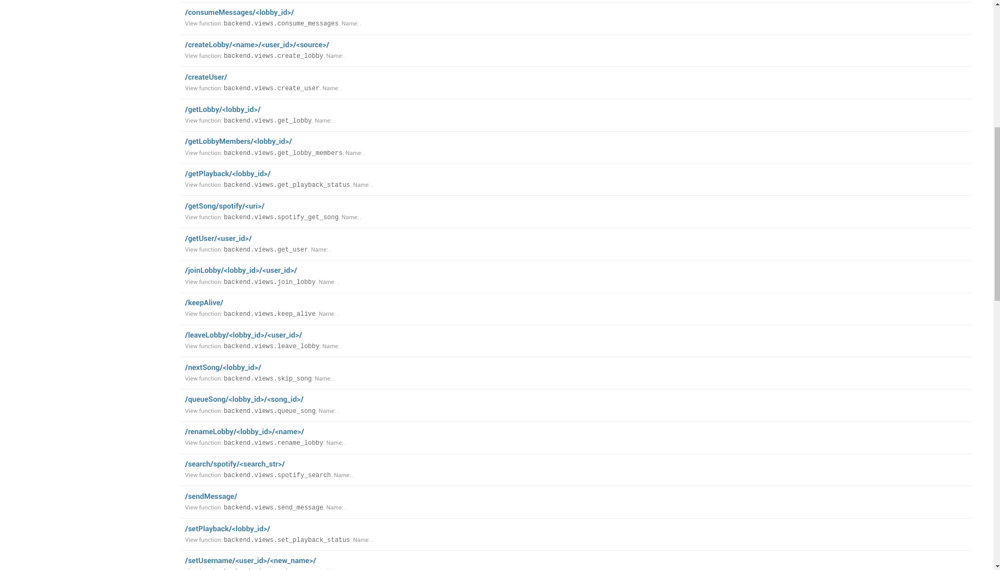 /consumeMessages/<lobby_id>/
View function: backend.views.consume_messages. Name: .
/createLobby/<name>/<user_id>/<source>/
View function: backend.views.create_lobby. Name: .
/createUser/
View function: backend.views.create_user. Name: .
/getLobby/<lobby_id>/
View function: backend.views.get_lobby. Name: .
/getLobbyMembers/<lobby_id>/
View function: backend.views.get_lobby_members. Name: .
/getPlayback/<lobby_id>/
View function: backend.views.get_playback_status. Name: .
/getSong/spotify/<uri>/
View function: backend.views.spotify_get_song. Name: .
/getUser/<user_id>/
View function: backend.views.get_user. Name: .
/joinLobby/<lobby_id>/<user_id>/
View function: backend.views.join_lobby. Name: .
/keepAlive/
View function: backend.views.keep_alive. Name: .
/leaveLobby/<lobby_id>/<user_id>/
View function: backend.views.leave_lobby. Name: .
/nextSong/<lobby_id>/
View function: backend.views.skip_song. Name: .
/queueSong/<lobby_id>/<song_id>/
View function: backend.views.queue_song. Name: .
/renameLobby/<lobby_id>/<name>/
View function: backend.views.rename_lobby. Name: .
/search/spotify/<search_str>/
View function: backend.views.spotify_search. Name: .
/sendMessage/
View function: backend.views.send_message. Name: .
/setPlayback/<lobby_id>/
View function: backend.views.set_playback_status. Name: .
/setUsername/<user_id>/<new_name>/